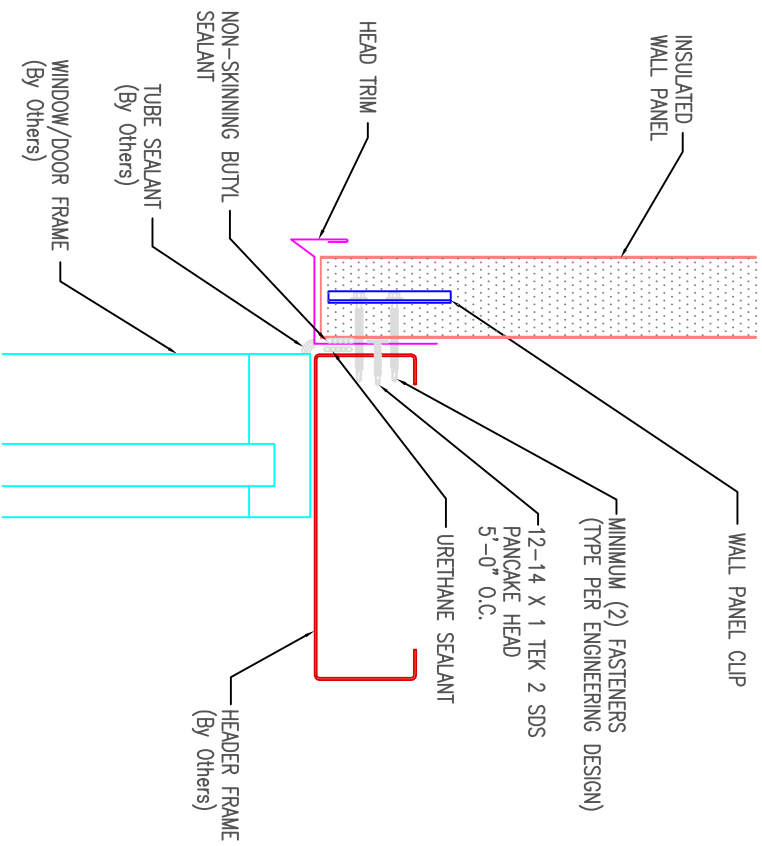 INSULATED
WALL PANEL
HEAD TRIM
NON-SKINNING BUTYL
SEALANT
TUBE SEALANT
(By Others)
WINDOW/DOOR FRAME
(By Others)
WALL PANEL CLIP
MINIMUM (2) FASTENERS
(TYPE PER ENGINEERING DESIGN)
12-14 X 1 TEK 2 SDS
PANCAKE HEAD
5'-0" O.C.
URETHANE SEALANT
HEADER FRAME
(By Others)